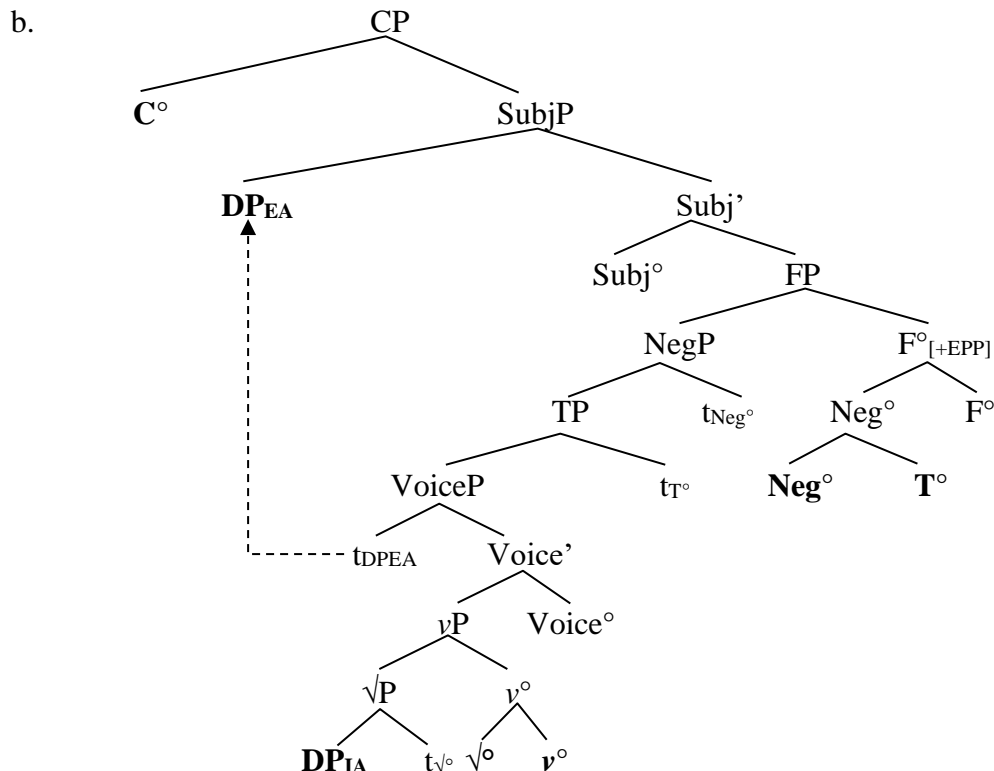 b.
CP
C° SubjP
DPEA Subj’
Subj° FP
NegP F°[+EPP]
TP tNeg° Neg° F°
VoiceP tT° Neg° T°
tDPEA Voice’
vP Voice°
√P v°
DPIA t√° √° v°